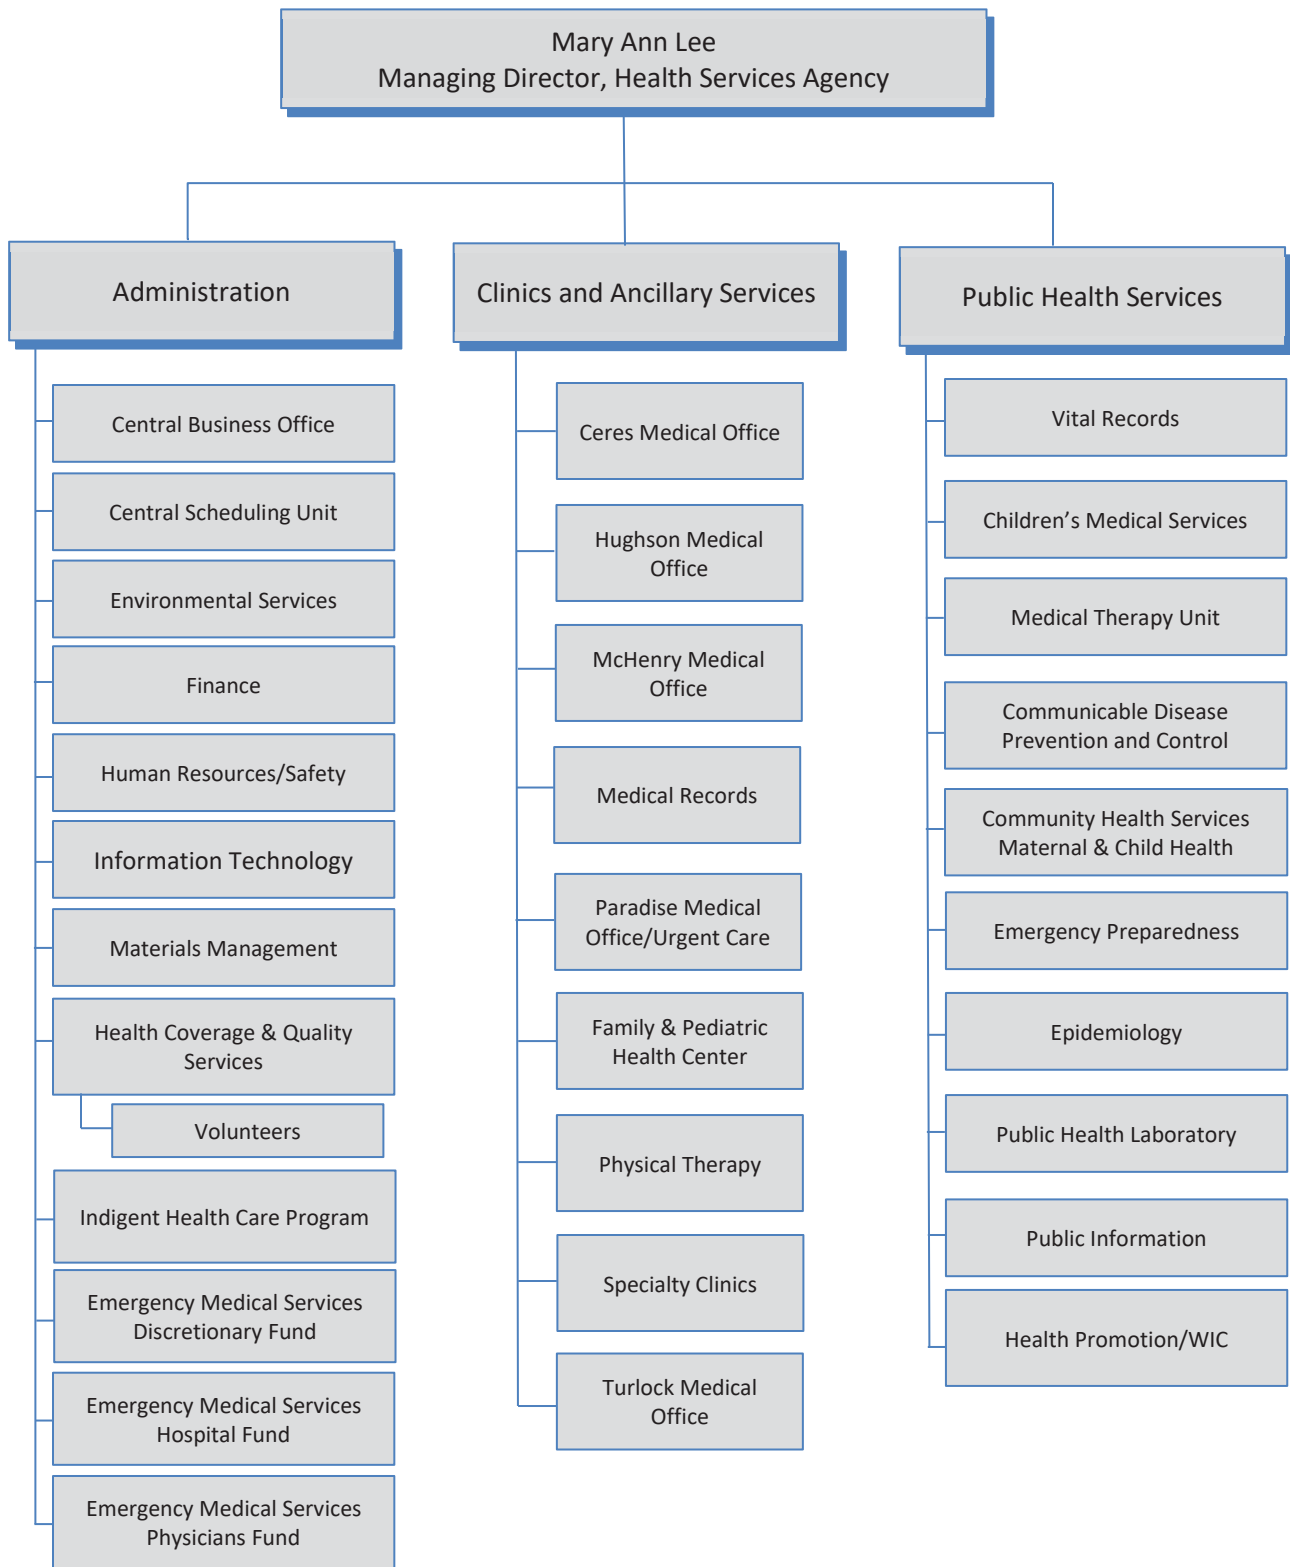 Mary Ann Lee
Managing Director, Health Services Agency
Administration
Central Business Office
Central Scheduling Unit
Environmental Services
Finance
Human Resources/Safety
Information Technology
Materials Management
Health Coverage & Quality
Services
Volunteers
Indigent Health Care Program
Emergency Medical Services
Discretionary Fund
Emergency Medical Services
Hospital Fund
Emergency Medical Services
Physicians Fund
Clinics and Ancillary Services
Ceres Medical Office
Hughson Medical
Office
McHenry Medical
Office
Medical Records
Paradise Medical
Office/Urgent Care
Family & Pediatric
Health Center
Physical Therapy
Specialty Clinics
Turlock Medical
Office
Public Health Services
Vital Records
Children’s Medical Services
Medical Therapy Unit
Communicable Disease
Prevention and Control
Community Health Services
Maternal & Child Health
Emergency Preparedness
Epidemiology
Public Health Laboratory
Public Information
Health Promotion/WIC